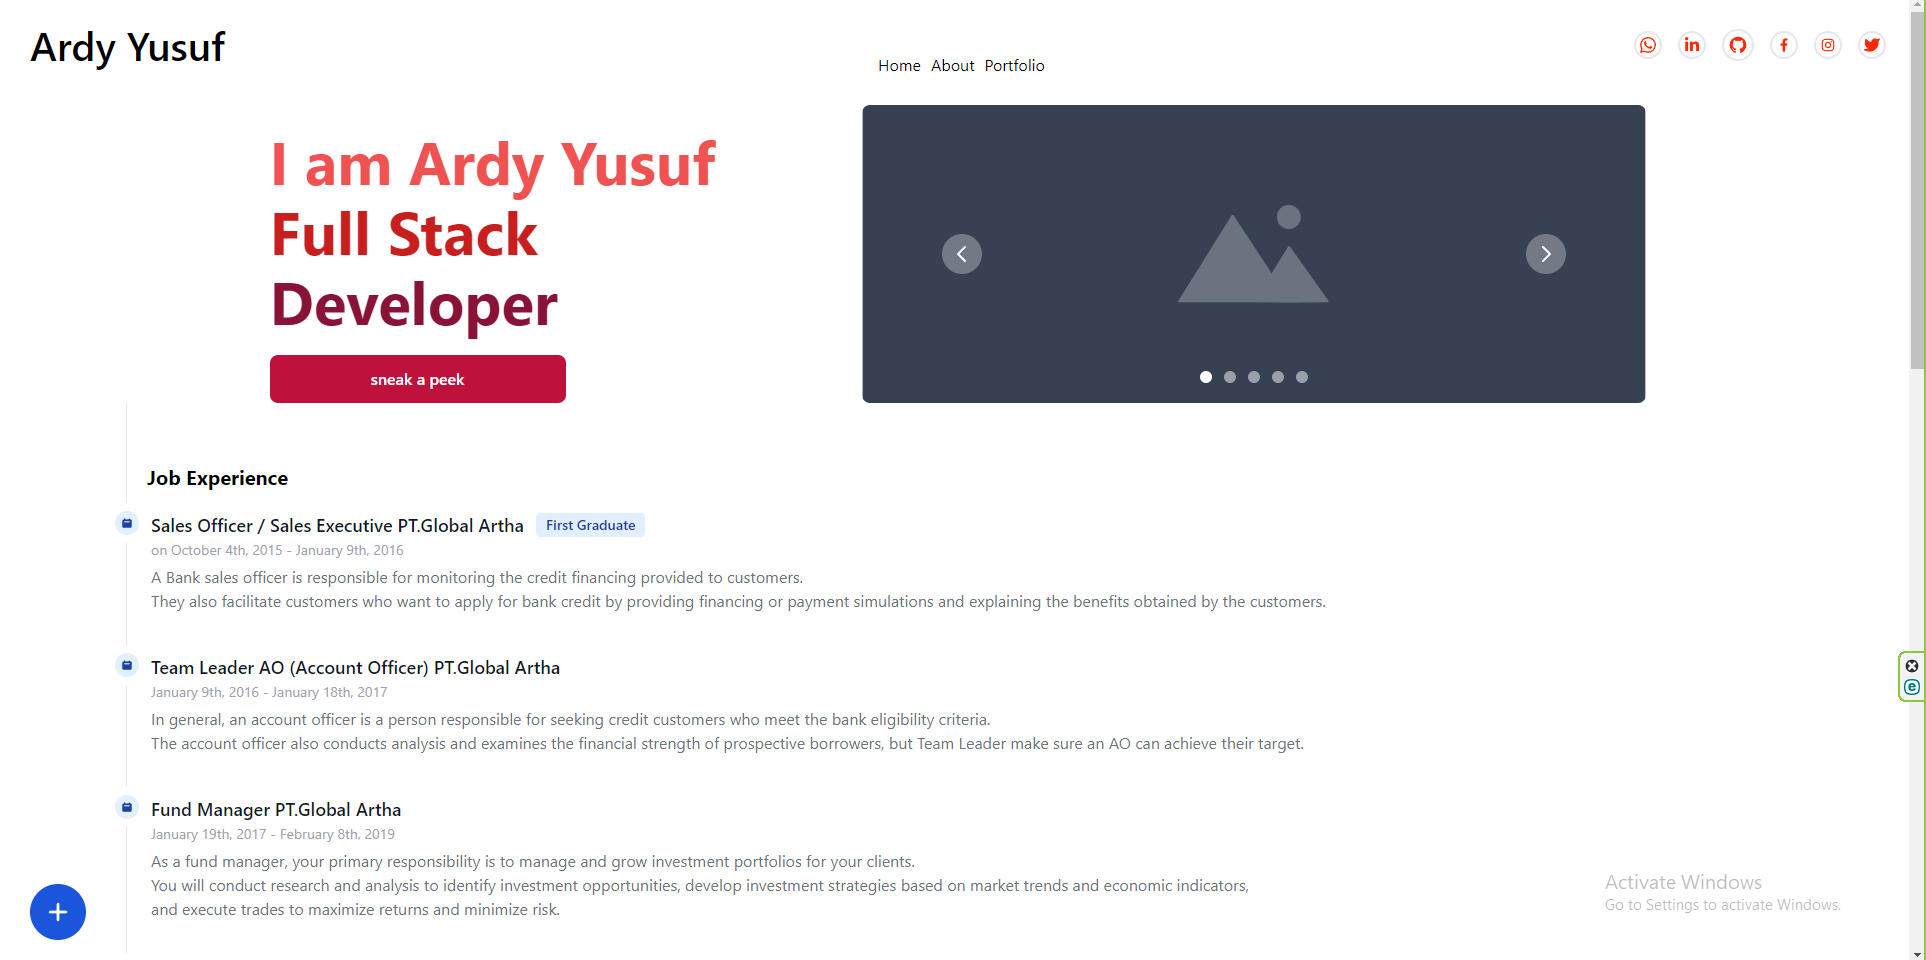 Ardy Yusuf
Home About Portfolio
I am Ardy Yusuf
Full Stack
Developer
sneak a peek
Job Experience
Sales Officer / Sales Executive PT.Global Artha First Graduate
on October 4th, 2015 - January 9th, 2016
A Bank sales officer is responsible for monitoring the credit financing provided to customers.
They also facilitate customers who want to apply for bank credit by providing financing or payment simulations and explaining the benefits obtained by the customers.
Team Leader AO (Account Officer) PT.Global Artha
January 9th, 2016 - January 18th, 2017
In general, an account officer is a person responsible for seeking credit customers who meet the bank eligibility criteria.
The account officer also conducts analysis and examines the financial strength of prospective borrowers, but Team Leader make sure an AO can achieve their target.
Fund Manager PT.Global Artha
January 19th, 2017 - February 8th, 2019
As a fund manager, your primary responsibility is to manage and grow investment portfolios for your clients.
You will conduct research and analysis to identify investment opportunities, develop investment strategies based on market trends and economic indicators,
and execute trades to maximize returns and minimize risk.
Activate Windows
Go to Settings to activate Windows.